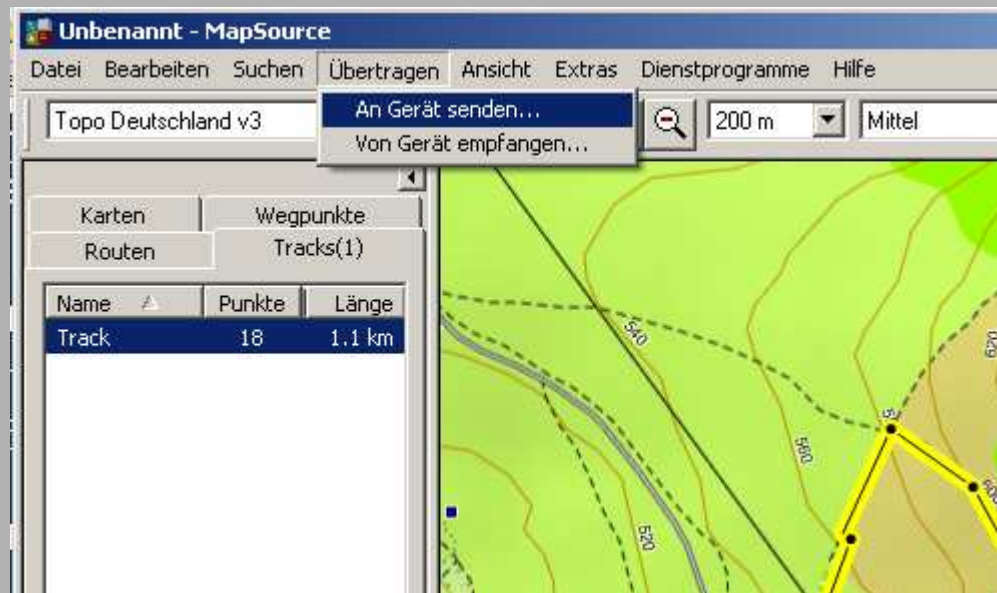 Unbenannt - MapSource
Datei Bearbeiten Suchen Übertragen Ansicht Extras Dienstprogramme Hilfe
An Gerät senden...
Von Gerät empfangen...
Topo Deutschland v3
200 m
Mittel
Karten Wegpunkte
Routen Tracks(1)
Name Punkte Länge
Track 18 1.1 km
540
620
560
600
520